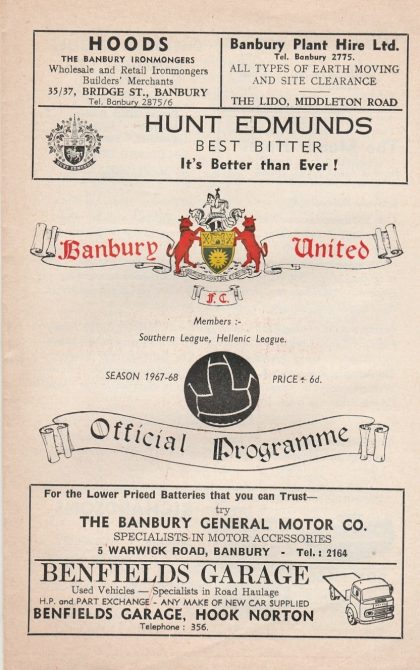 HOODS
THE BANBURY IRONMONGERS
Wholesale and Retail Ironmongers
Builders' Merchants
35/37, BRIDGE ST., BANBURY
Tel. Banbury 2875/6
Banbury Plant Hire Ltd.
Tel. Banbury 2775.
ALL TYPES OF EARTH MOVING
AND SITE CLEARANCE
THE LIDO, MIDDLETON ROAD
HUNT EDMUNDS
BEST BITTER
It's Better than Ever!
Banbury United
F.C.
Members :-
Southern League, Hellenic League.
SEASON 1967-68 PRICE - 6d.
Official Programme
For the Lower Priced Batteries that you can Trust—
try
THE BANBURY GENERAL MOTOR CO.
SPECIALISTS IN MOTOR ACCESSORIES
5 WARWICK ROAD, BANBURY - Tel.: 2164
BENFIELDS GARAGE
Used Vehicles — Specialists in Road Haulage
H.P. and PART EXCHANGE - ANY MAKE OF NEW CAR SUPPLIED
BENFIELDS GARAGE, HOOK NORTON
Telephone : 356.